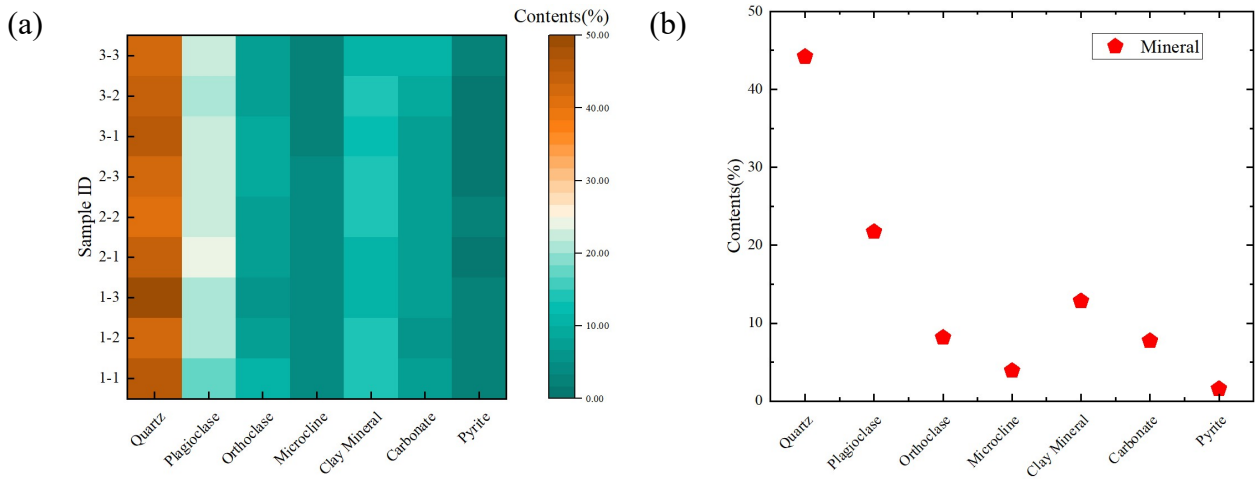 (a)
Contents(%)
Sample ID
3-3
3-2
3-1
2-3
2-2
2-1
1-3
1-2
1-1
Quartz
Plagioclase
Orthoclase
Microcline
Clay Mineral
Carbonate
Pyrite
50.00
40.00
30.00
20.00
10.00
0.00
(b)
Contents(%)
50
40
30
20
10
0
Mineral
Quartz
Plagioclase
Orthoclase
Microcline
Clay Mineral
Carbonate
Pyrite